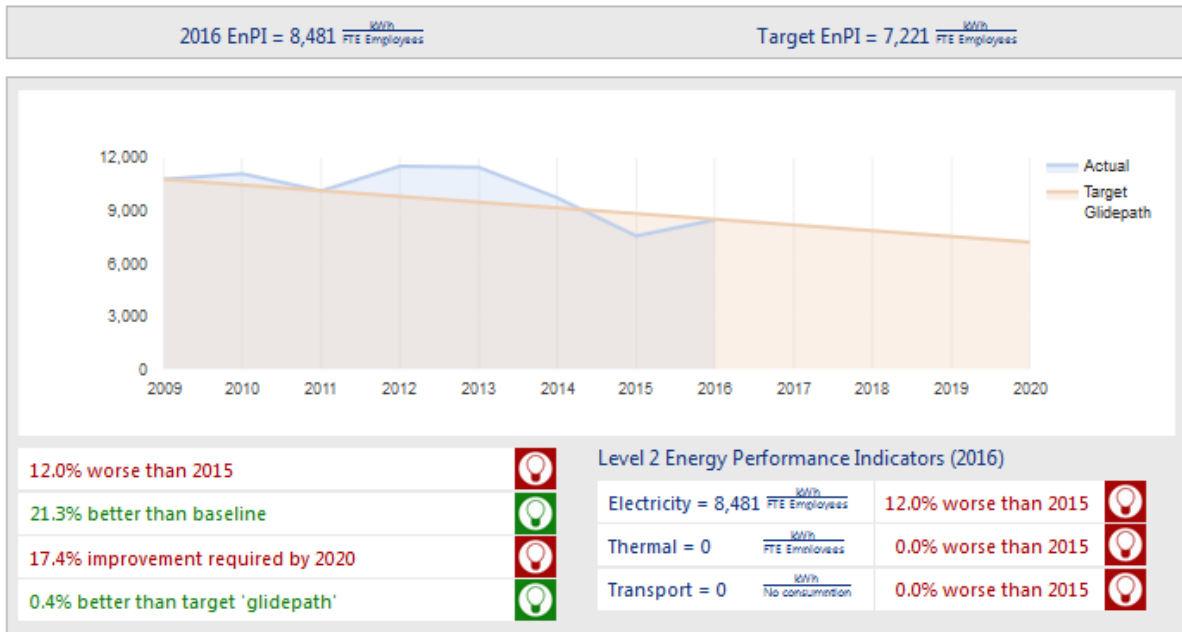 2016 EnPI = 8,481 kWh / FTE Employees
Target EnPI = 7,221 kWh / FTE Employees
12,000
9,000
6,000
3,000
0
2009 2010 2011 2012 2013 2014 2015 2016 2017 2018 2019 2020
Actual
Target
Glidepath
12.0% worse than 2015
21.3% better than baseline
17.4% improvement required by 2020
0.4% better than target 'glidepath'
Level 2 Energy Performance Indicators (2016)
Electricity = 8,481 kWh / FTE Employees 12.0% worse than 2015
Thermal = 0 kWh / FTE Employees 0.0% worse than 2015
Transport = 0 kWh / No consumption 0.0% worse than 2015